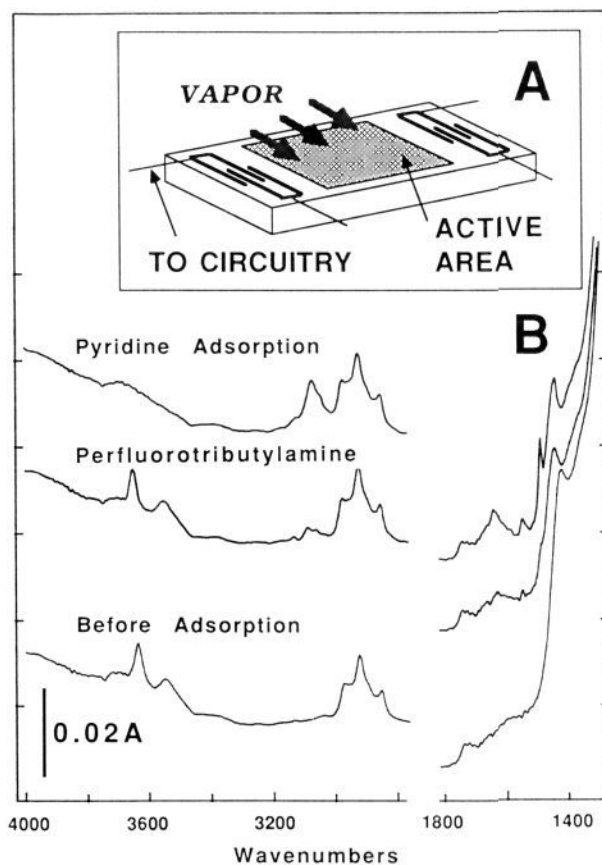 A
VAPOR
TO CIRCUITRY
ACTIVE
AREA
B
Pyridine Adsorption
Perfluorotributylamine
Before Adsorption
0.02A
4000 3600 3200 1800 1400
Wavenumbers